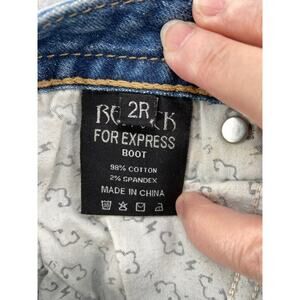 2R
FOR EXPRESS
BOOT
98% COTTON
2% SPANDEX
MADE IN CHINA